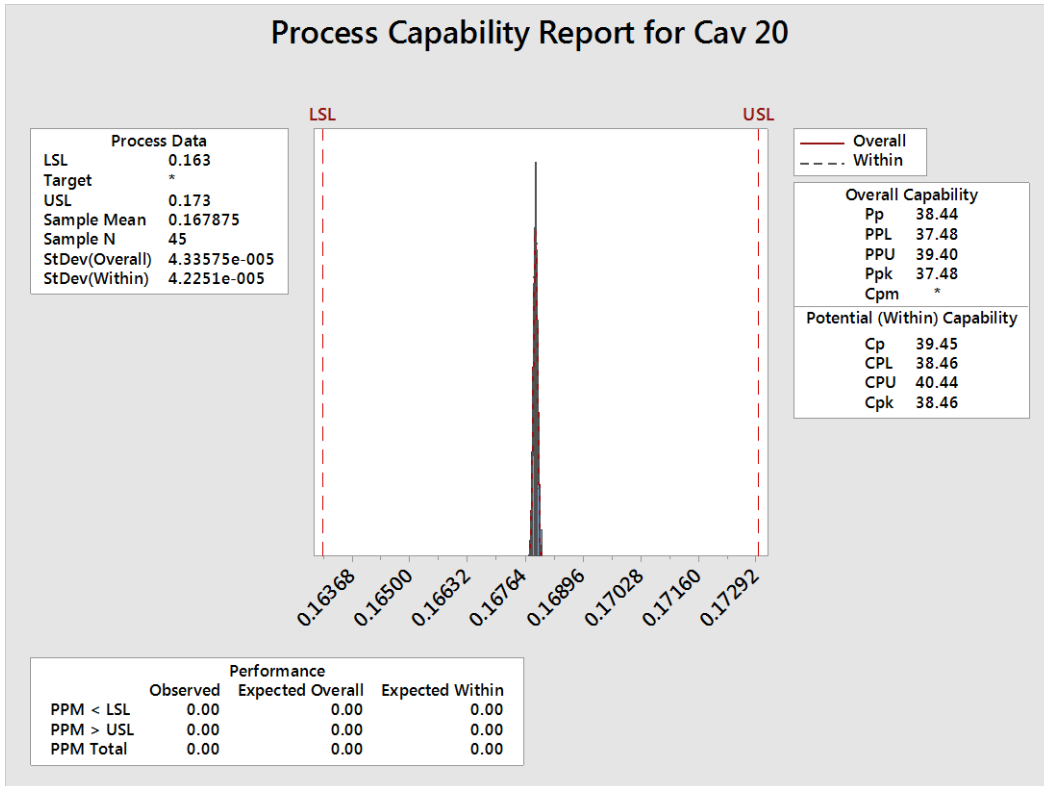 Process Capability Report for Cav 20
LSL
USL
Process Data
LSL 0.163
Target *
USL 0.173
Sample Mean 0.167875
Sample N 45
StDev(Overall) 4.33575e-005
StDev(Within) 4.2251e-005
Overall
Within
Overall Capability
Pp 38.44
PPL 37.48
PPU 39.40
Ppk 37.48
Cpm *
Potential (Within) Capability
Cp 39.45
CPL 38.46
CPU 40.44
Cpk 38.46
0.16368 0.16500 0.16632 0.16764 0.16896 0.17028 0.17160 0.17292
Performance
Observed Expected Overall Expected Within
PPM < LSL 0.00 0.00 0.00
PPM > USL 0.00 0.00 0.00
PPM Total 0.00 0.00 0.00